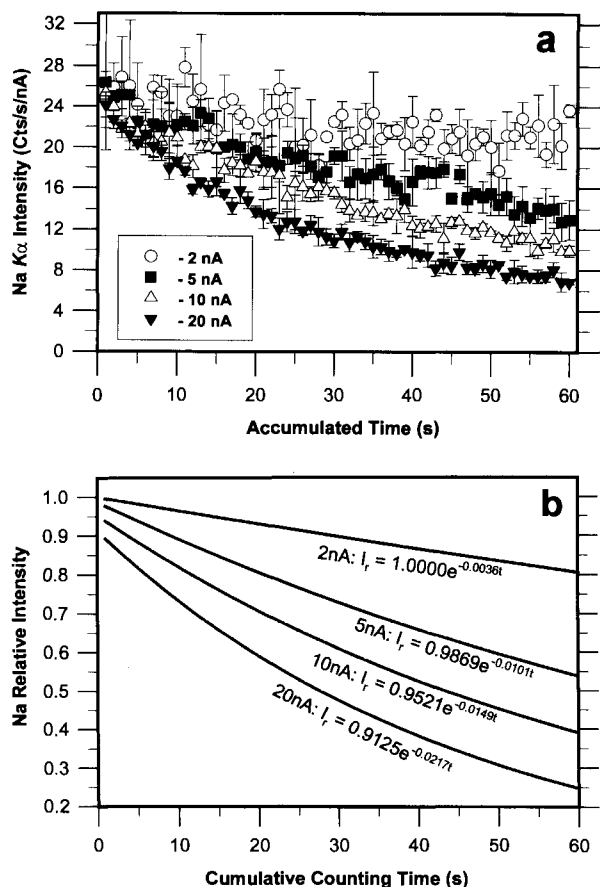 a
Na Kα Intensity (Cts/s/nA)
32
28
24
20
16
12
8
4
0
- 2 nA
- 5 nA
- 10 nA
- 20 nA
0 10 20 30 40 50 60
Accumulated Time (s)
b
Na Relative Intensity
1.0
0.9
0.8
0.7
0.6
0.5
0.4
0.3
0.2
2nA: I_r = 1.0000e^-0.0036t
5nA: I_r = 0.9869e^-0.0101t
10nA: I_r = 0.9521e^-0.0149t
20nA: I_r = 0.9125e^-0.0217t
0 10 20 30 40 50 60
Cumulative Counting Time (s)